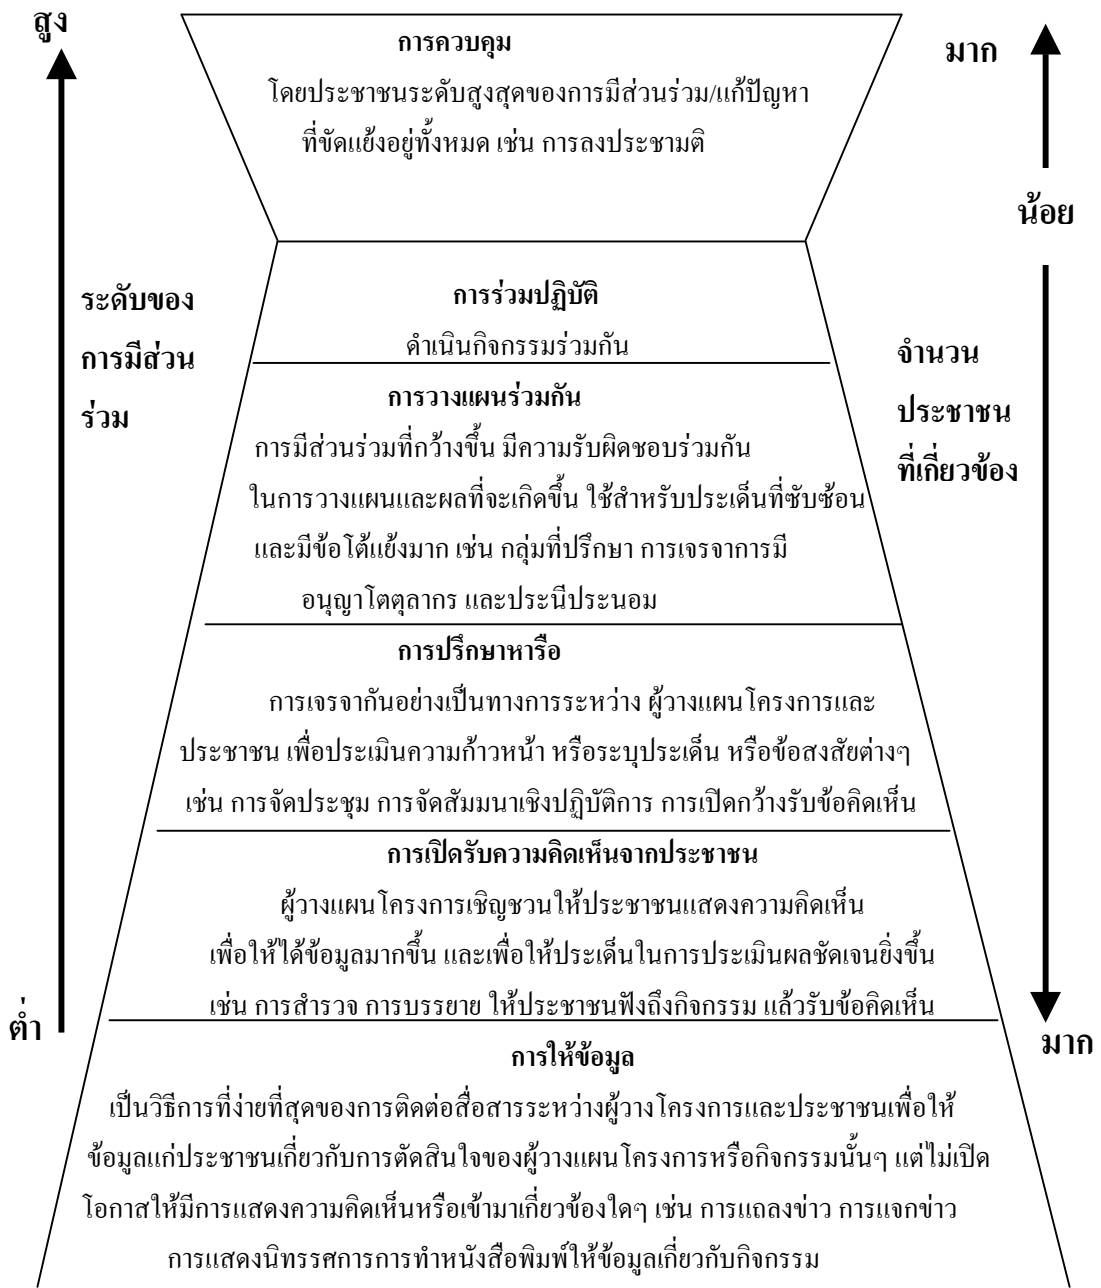 สูง
มาก
การควบคุม
โดยประชาชนระดับสูงสุดของการมีส่วนร่วม/แก้ปัญหา
ที่ขัดแย้งอยู่ทั้งหมด เช่น การลงประชามติ
น้อย
ระดับของ
การมีส่วน
ร่วม
การร่วมปฏิบัติ
ดำเนินกิจกรรมร่วมกัน
จำนวน
ประชาชน
ที่เกี่ยวข้อง
การวางแผนร่วมกัน
การมีส่วนร่วมที่กว้างขึ้น มีความรับผิดชอบร่วมกัน
ในการวางแผนและผลที่จะเกิดขึ้น ใช้สำหรับประเด็นที่ซับซ้อน
และมีข้อโต้แย้งมาก เช่น กลุ่มที่ปรึกษา การเจรจาการมี
อนุญาโตตุลากร และประนีประนอม
การปรึกษาหารือ
การเจรจากันอย่างเป็นทางการระหว่าง ผู้วางแผนโครงการและ
ประชาชน เพื่อประเมินความก้าวหน้า หรือระบุประเด็น หรือข้อสงสัยต่างๆ
เช่น การจัดประชุม การจัดสัมมนาเชิงปฏิบัติการ การเปิดกว้างรับข้อคิดเห็น
การเปิดรับความคิดเห็นจากประชาชน
ผู้วางแผนโครงการเชิญชวนให้ประชาชนแสดงความคิดเห็น
เพื่อให้ได้ข้อมูลมากขึ้น และเพื่อให้ประเด็นในการประเมินผลชัดเจนยิ่งขึ้น
เช่น การสำรวจ การบรรยาย ให้ประชาชนฟังถึงกิจกรรม แล้วรับข้อคิดเห็น
ต่ำ
มาก
การให้ข้อมูล
เป็นวิธีการที่ง่ายที่สุดของการติดต่อสื่อสารระหว่างผู้วางโครงการและประชาชนเพื่อให้
ข้อมูลแก่ประชาชนเกี่ยวกับการตัดสินใจของผู้วางแผนโครงการหรือกิจกรรมนั้นๆ แต่ไม่เปิด
โอกาสให้มีการแสดงความคิดเห็นหรือเข้ามาเกี่ยวข้องใดๆ เช่น การแถลงข่าว การแจกข่าว
การแสดงนิทรรศการการทำหนังสือพิมพ์ให้ข้อมูลเกี่ยวกับกิจกรรม